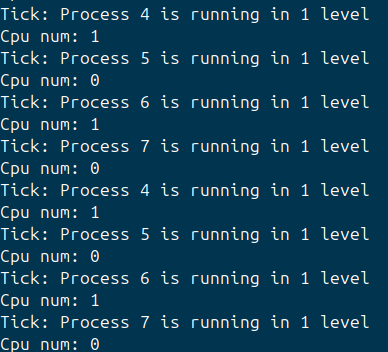 Tick: Process 4 is running in 1 level
Cpu num: 1
Tick: Process 5 is running in 1 level
Cpu num: 0
Tick: Process 6 is running in 1 level
Cpu num: 1
Tick: Process 7 is running in 1 level
Cpu num: 0
Tick: Process 4 is running in 1 level
Cpu num: 1
Tick: Process 5 is running in 1 level
Cpu num: 0
Tick: Process 6 is running in 1 level
Cpu num: 1
Tick: Process 7 is running in 1 level
Cpu num: 0